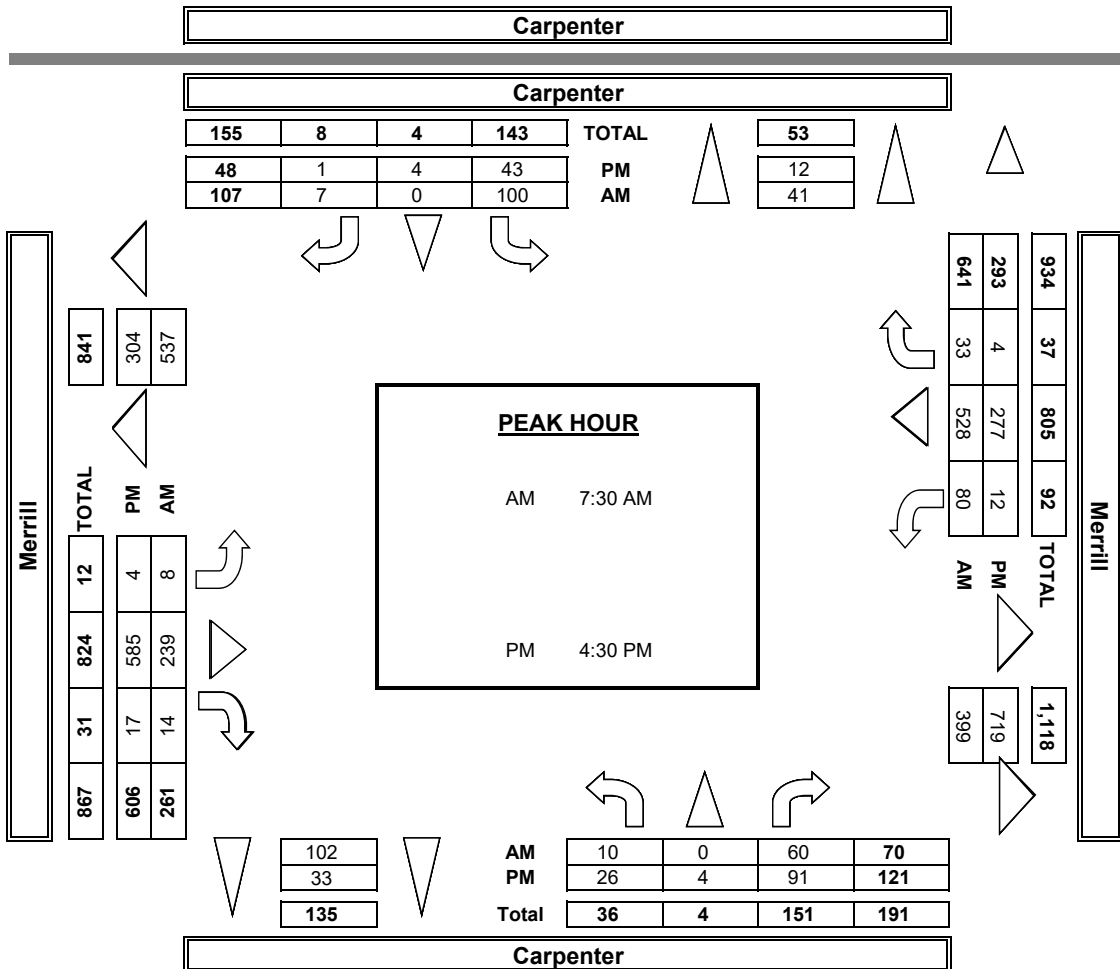 Carpenter
Carpenter
155 8 4 143 TOTAL 53
48 1 4 43 PM 12
107 7 0 100 AM 41
Merrill
841
304
537
TOTAL PM AM
12 4 8
824 585 239
31 17 14
867 606 261
641 293 934
33 4 37
528 277 805
80 12 92
AM PM TOTAL
399 719 1,118
Merrill
PEAK HOUR
AM 7:30 AM
PM 4:30 PM
102 AM 10 0 60 70
33 PM 26 4 91 121
135 Total 36 4 151 191
Carpenter